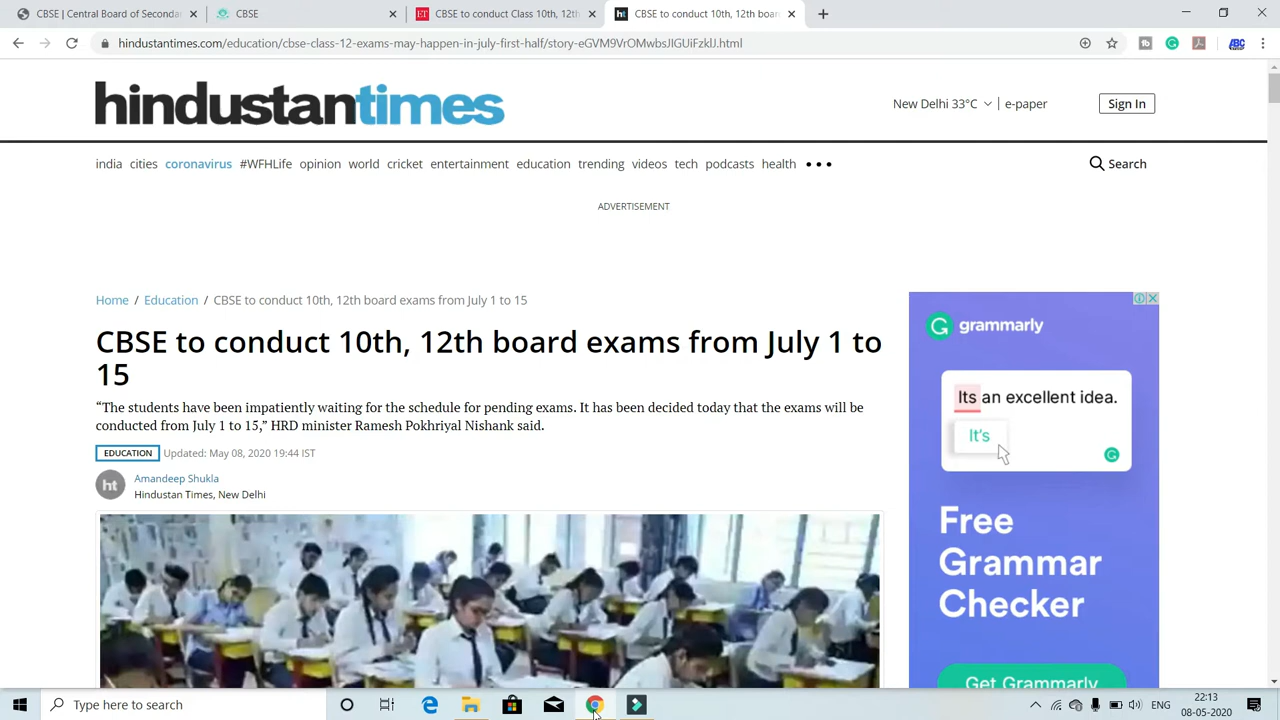 CBSE | Central Board of Secondar
CBSE
CBSE to conduct Class 10th, 12th
CBSE to conduct 10th, 12th boar
hindustantimes.com/education/cbse-class-12-exams-may-happen-in-july-first-half/story-eGVM9VrOMwbsJIGUiFzklJ.html
hindustantimes
New Delhi 33°C | e-paper
Sign In
india cities coronavirus #WFHLife opinion world cricket entertainment education trending videos tech podcasts health
Search
ADVERTISEMENT
Home / Education / CBSE to conduct 10th, 12th board exams from July 1 to 15
CBSE to conduct 10th, 12th board exams from July 1 to
15
“The students have been impatiently waiting for the schedule for pending exams. It has been decided today that the exams will be
conducted from July 1 to 15,” HRD minister Ramesh Pokhriyal Nishank said.
EDUCATION Updated: May 08, 2020 19:44 IST
ht
Amandeep Shukla
Hindustan Times, New Delhi
grammarly
Its an excellent idea.
It's
Free
Grammar
Checker
Get Grammarly
Type here to search
ENG
22:13
08-05-2020